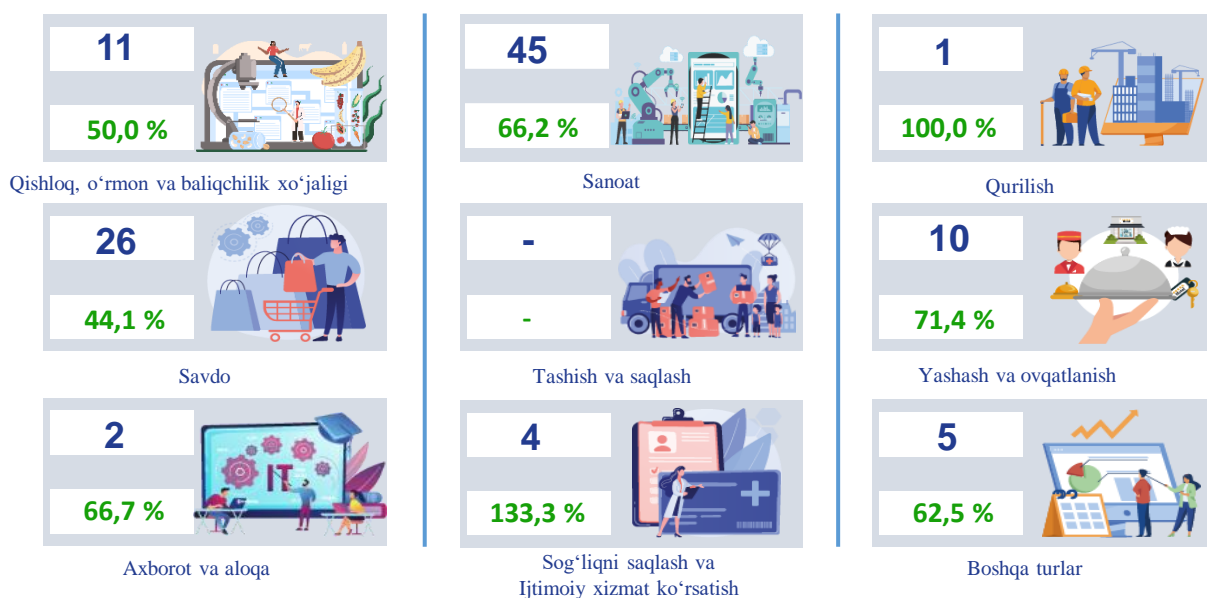 11
50,0 %
Qishloq, o‘rmon va baliqchilik xo‘jaligi
45
66,2 %
Sanoat
1
100,0 %
Qurilish
26
44,1 %
Savdo
-
-
Tashish va saqlash
10
71,4 %
Yashash va ovqatlanish
2
66,7 %
IT
Axborot va aloqa
4
133,3 %
Sog‘liqni saqlash va
Ijtimoiy xizmat ko‘rsatish
5
62,5 %
Boshqa turlar